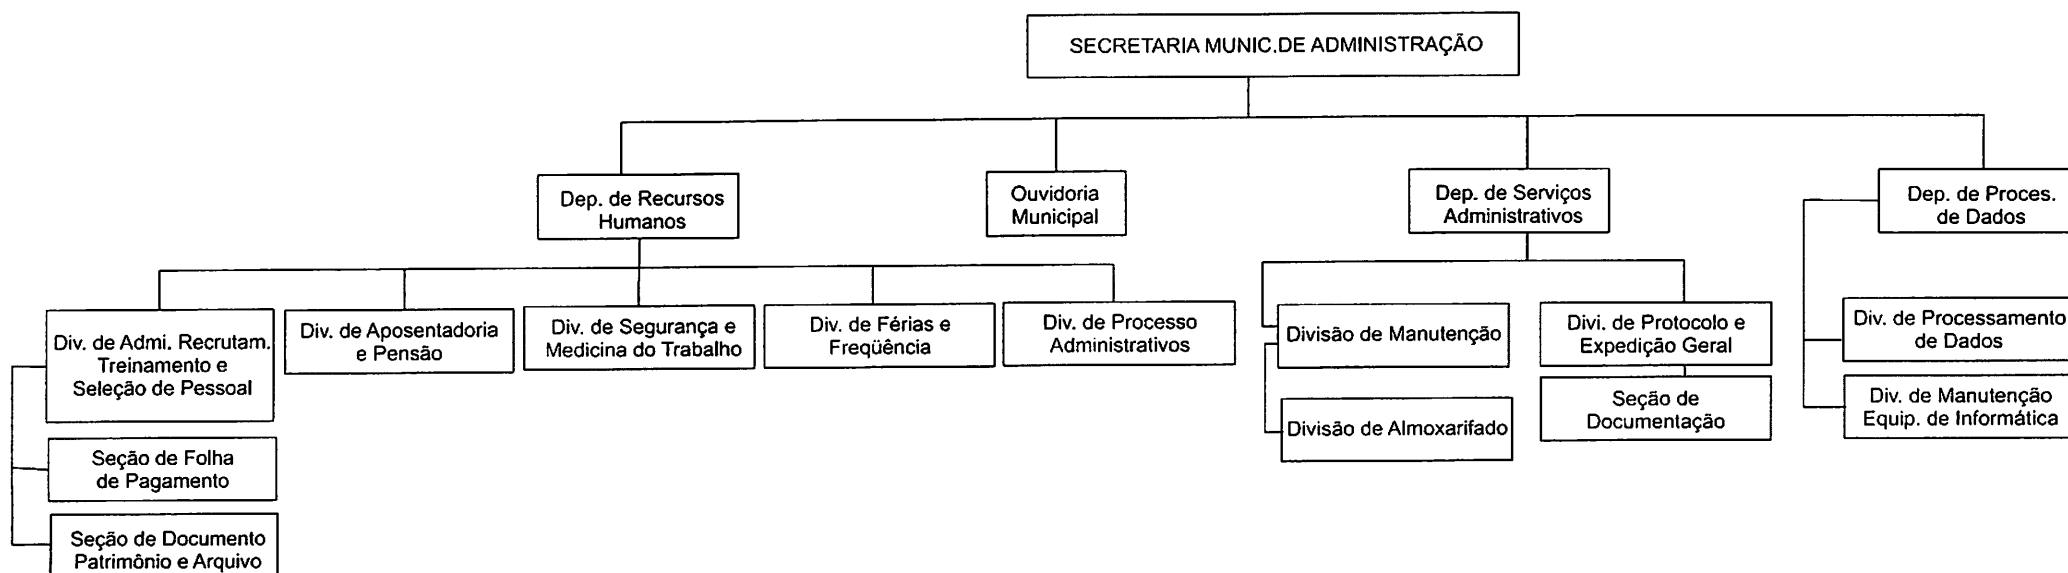 SECRETARIA MUNIC.DE ADMINISTRAÇÃO
Dep. de Recursos
Humanos
Ouvidoria
Municipal
Dep. de Serviços
Administrativos
Dep. de Proces.
de Dados
Div. de Admi. Recrutam.
Treinamento e
Seleção de Pessoal
Div. de Aposentadoria
e Pensão
Div. de Segurança e
Medicina do Trabalho
Div. de Férias e
Freqüência
Div. de Processo
Administrativos
Divisão de Manutenção
Divi. de Protocolo e
Expedição Geral
Div. de Processamento
de Dados
Seção de Folha
de Pagamento
Divisão de Almoxarifado
Seção de
Documentação
Div. de Manutenção
Equip. de Informática
Seção de Documento
Patrimônio e Arquivo